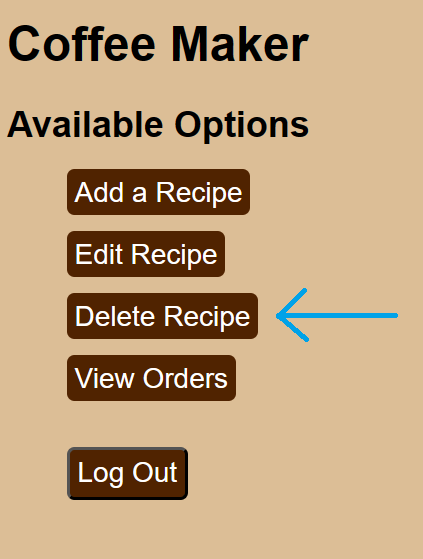 Coffee Maker
Available Options
Add a Recipe
Edit Recipe
Delete Recipe
View Orders
Log Out